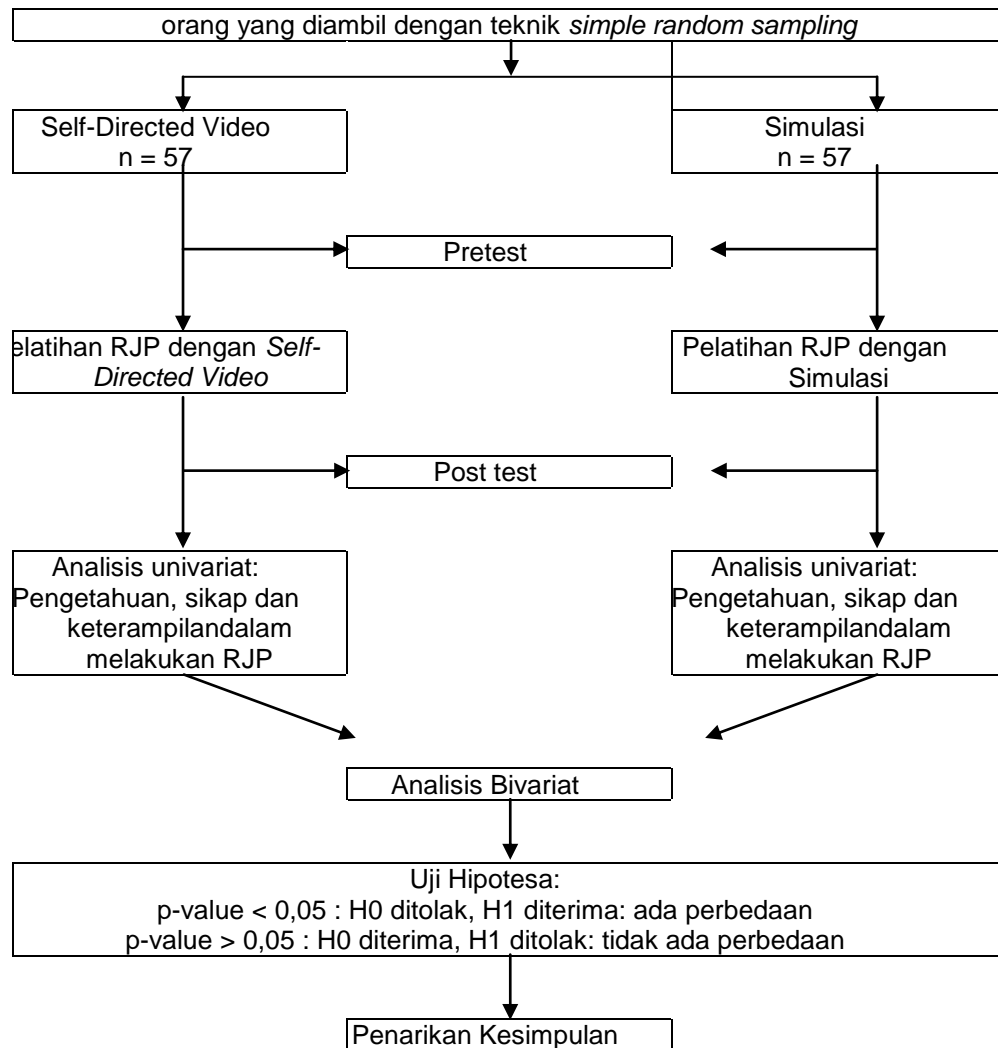 orang yang diambil dengan teknik simple random sampling
Self-Directed Video
n = 57
Simulasi
n = 57
Pretest
elatihan RJP dengan Self-
Directed Video
Pelatihan RJP dengan
Simulasi
Post test
Analisis univariat:
Pengetahuan, sikap dan
keterampilandalam
melakukan RJP
Analisis univariat:
Pengetahuan, sikap dan
keterampilandalam
melakukan RJP
Analisis Bivariat
Uji Hipotesa:
p-value < 0,05 : H0 ditolak, H1 diterima: ada perbedaan
p-value > 0,05 : H0 diterima, H1 ditolak: tidak ada perbedaan
Penarikan Kesimpulan